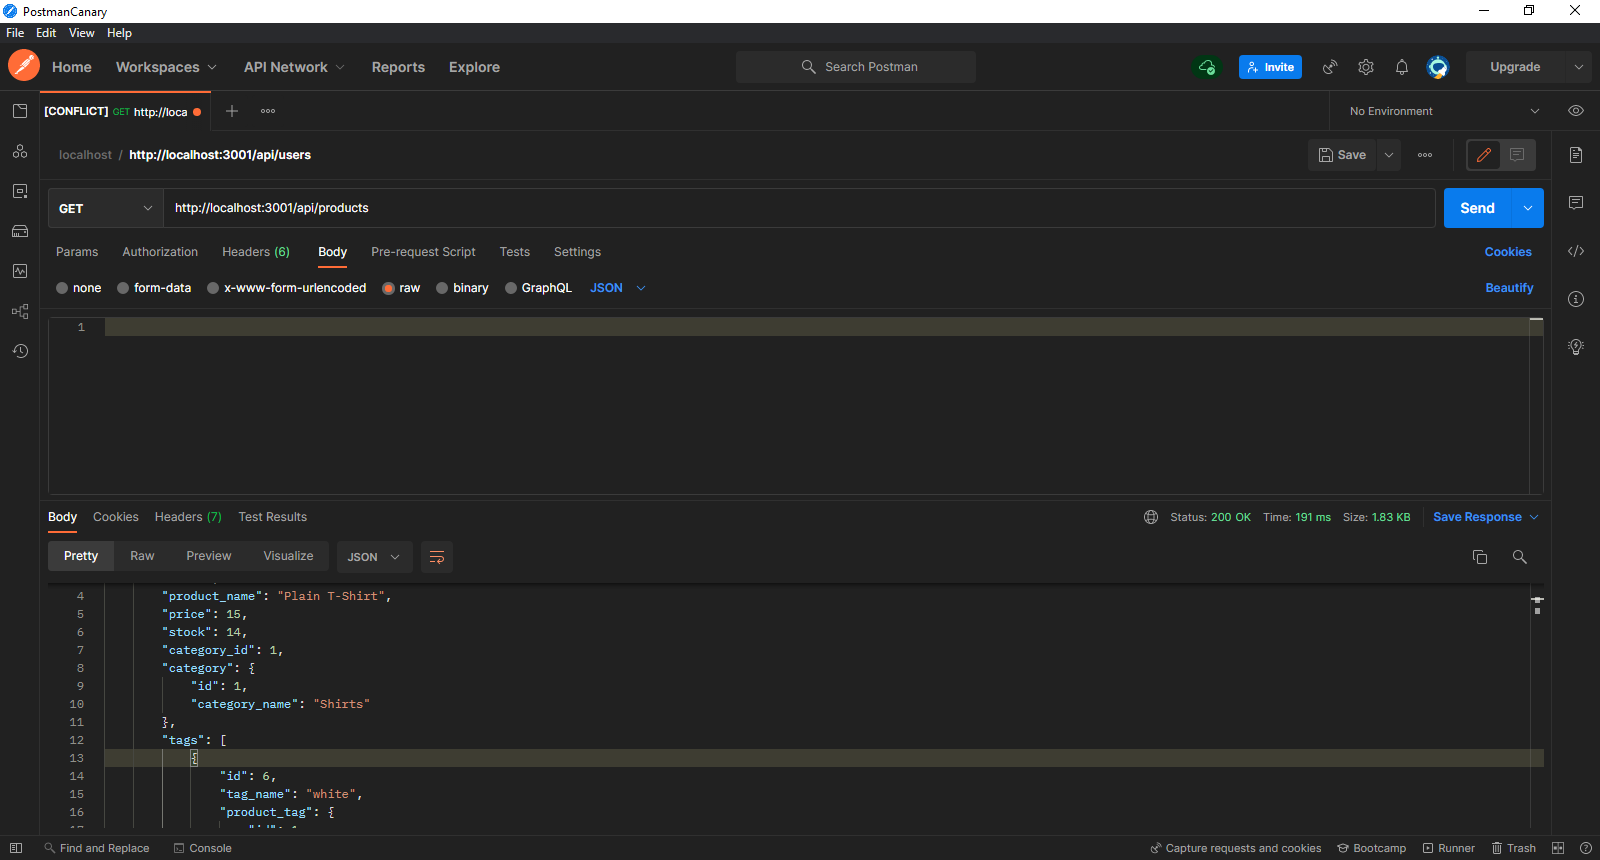 PostmanCanary
File Edit View Help
Home Workspaces API Network Reports Explore Search Postman Invite Upgrade
[CONFLICT] GET http://loca No Environment
localhost / http://localhost:3001/api/users Save
GET http://localhost:3001/api/products Send
Params Authorization Headers (6) Body Pre-request Script Tests Settings Cookies
none form-data x-www-form-urlencoded raw binary GraphQL JSON Beautify
1
Body Cookies Headers (7) Test Results Status: 200 OK Time: 191 ms Size: 1.83 KB Save Response
Pretty Raw Preview Visualize JSON
4 "product_name": "Plain T-Shirt",
5 "price": 15,
6 "stock": 14,
7 "category_id": 1,
8 "category": {
9 "id": 1,
10 "category_name": "Shirts"
11 },
12 "tags": [
13 {
14 "id": 6,
15 "tag_name": "white",
16 "product_tag": {
Find and Replace Console Capture requests and cookies Bootcamp Runner Trash